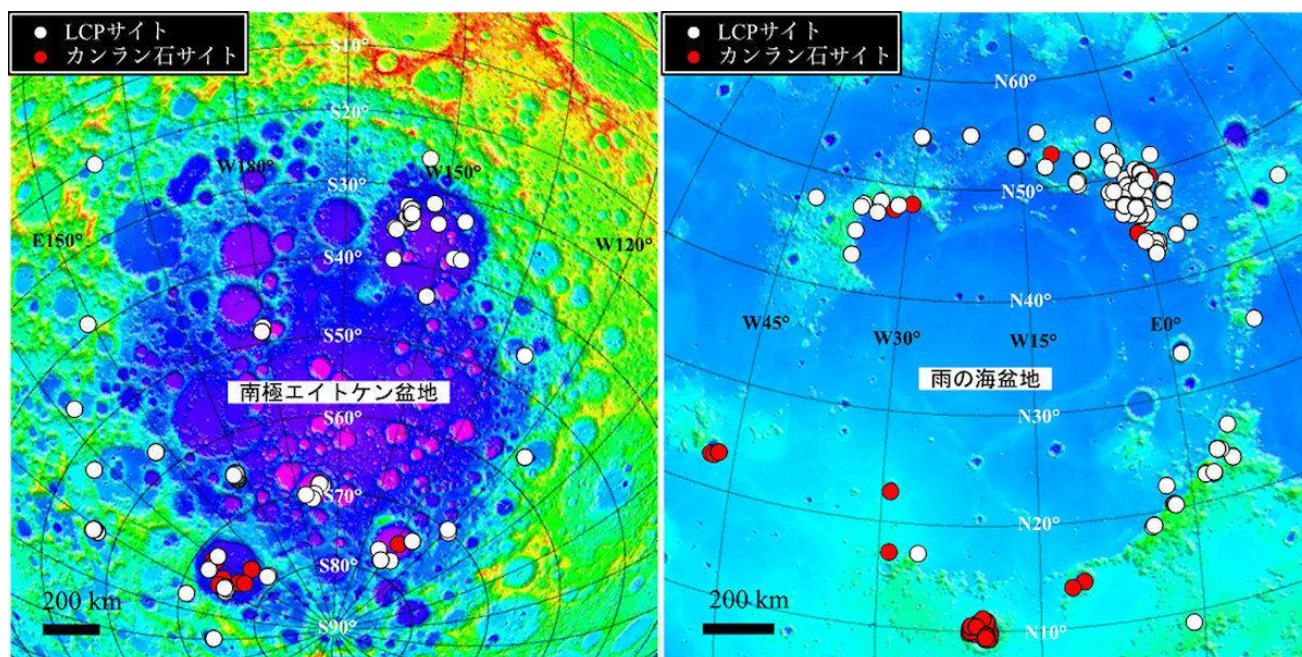 LCPサイト
カンラン石サイト
S10°
S20°
W180°
S30°
W150°
E150°
W120°
S40°
S50°
南極エイトケン盆地
S60°
S70°
S80°
S90°
200 km
LCPサイト
カンラン石サイト
N60°
N50°
N40°
W45°
W30°
W15°
E0°
雨の海盆地
N30°
N20°
N10°
200 km